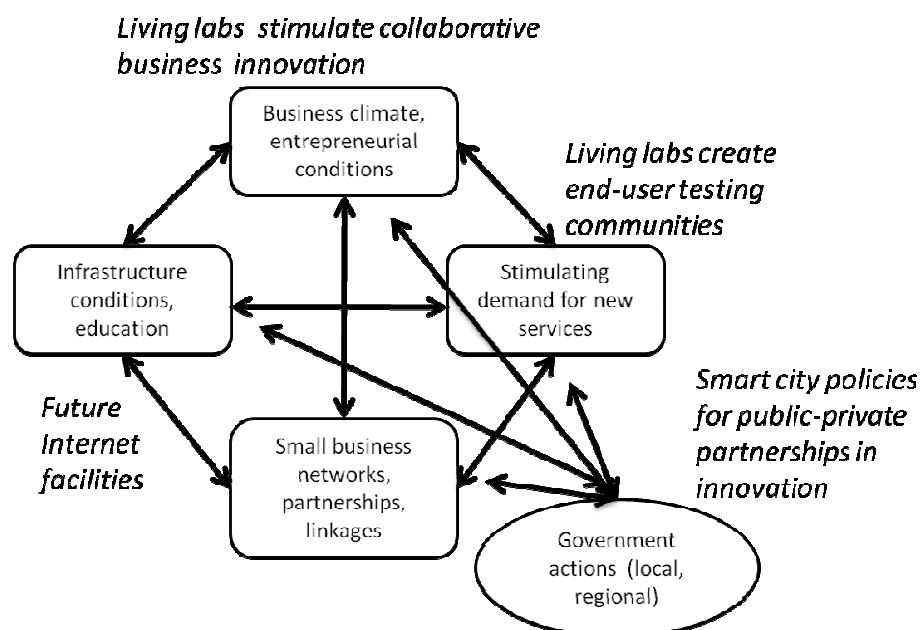 Living labs stimulate collaborative
business innovation
Business climate,
entrepreneurial
conditions
Living labs create
end-user testing
communities
Infrastructure
conditions,
education
Stimulating
demand for new
services
Future
Internet
facilities
Small business
networks,
partnerships,
linkages
Smart city policies
for public-private
partnerships in
innovation
Government
actions (local,
regional)